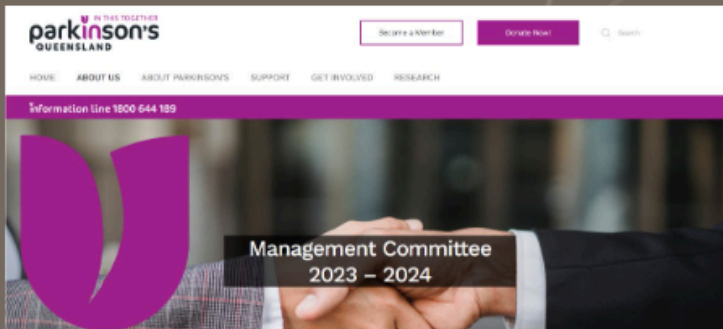 IN THIS TOGETHER
parkinson's
QUEENSLAND
Become a Member
Donate Now!
Search
HOME
ABOUT US
ABOUT PARKINSON'S
SUPPORT
GET INVOLVED
RESEARCH
information line 1800 644 189
Management Committee
2023 – 2024